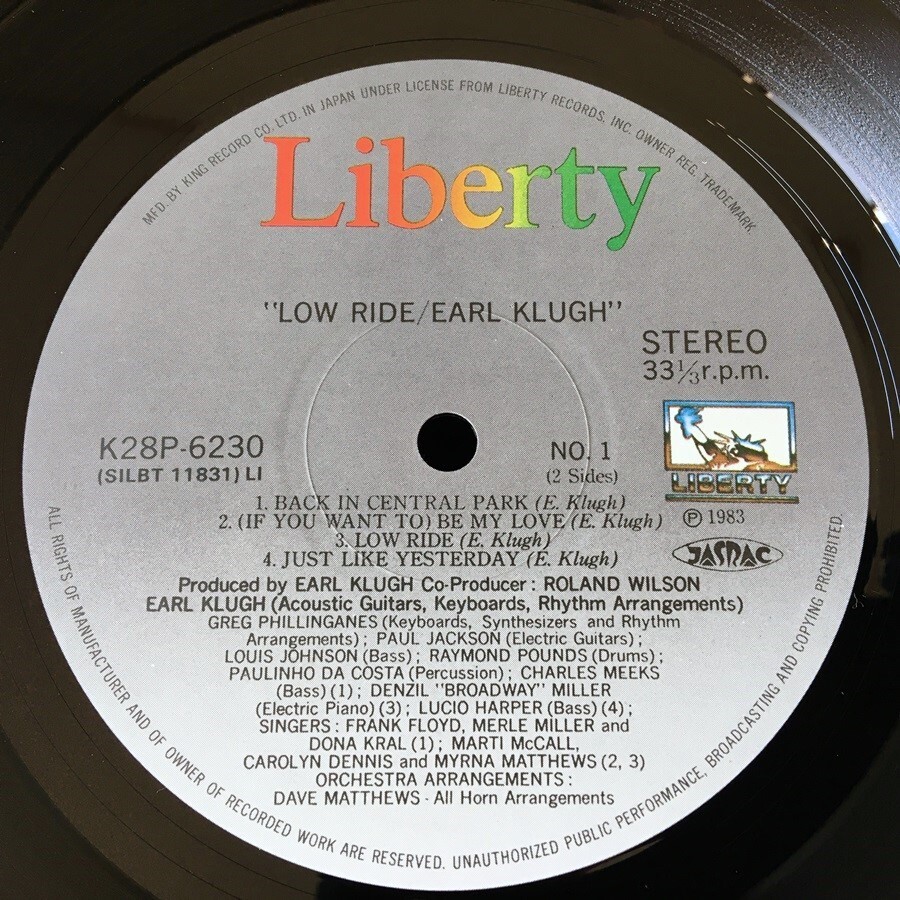 MFD. BY KING RECORD CO. LTD. IN JAPAN UNDER LICENSE FROM LIBERTY RECORDS, INC. OWNER REG. TRADEMARK.
Liberty
"LOW RIDE/EARL KLUGH"
STEREO
33⅓r.p.m.
K28P-6230
(SILBT 11831) LI
NO. 1
(2 Sides)
LIBERTY
Ⓟ 1983
JASRAC
1. BACK IN CENTRAL PARK (E. Klugh)
2. (IF YOU WANT TO) BE MY LOVE (E. Klugh)
3. LOW RIDE (E. Klugh)
4. JUST LIKE YESTERDAY (E. Klugh)
Produced by EARL KLUGH Co-Producer : ROLAND WILSON
EARL KLUGH (Acoustic Guitars, Keyboards, Rhythm Arrangements)
GREG PHILLINGANES (Keyboards, Synthesizers and Rhythm
Arrangements) ; PAUL JACKSON (Electric Guitars) ;
LOUIS JOHNSON (Bass) ; RAYMOND POUNDS (Drums) ;
PAULINHO DA COSTA (Percussion) ; CHARLES MEEKS
(Bass) (1) ; DENZIL "BROADWAY" MILLER
(Electric Piano) (3) ; LUCIO HARPER (Bass) (4) ;
SINGERS : FRANK FLOYD, MERLE MILLER and
DONA KRAL (1) ; MARTI McCALL,
CAROLYN DENNIS and MYRNA MATTHEWS (2, 3)
ORCHESTRA ARRANGEMENTS :
DAVE MATTHEWS - All Horn Arrangements
ALL RIGHTS OF MANUFACTURER AND OF OWNER OF RECORDED WORK ARE RESERVED. UNAUTHORIZED PUBLIC PERFORMANCE, BROADCASTING AND COPYING PROHIBITED.